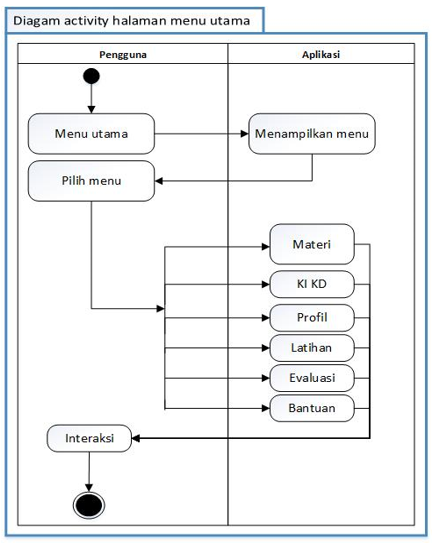 Diagam activity halaman menu utama
Pengguna
Aplikasi
Menu utama
Menampilkan menu
Pilih menu
Materi
KI KD
Profil
Latihan
Evaluasi
Bantuan
Interaksi